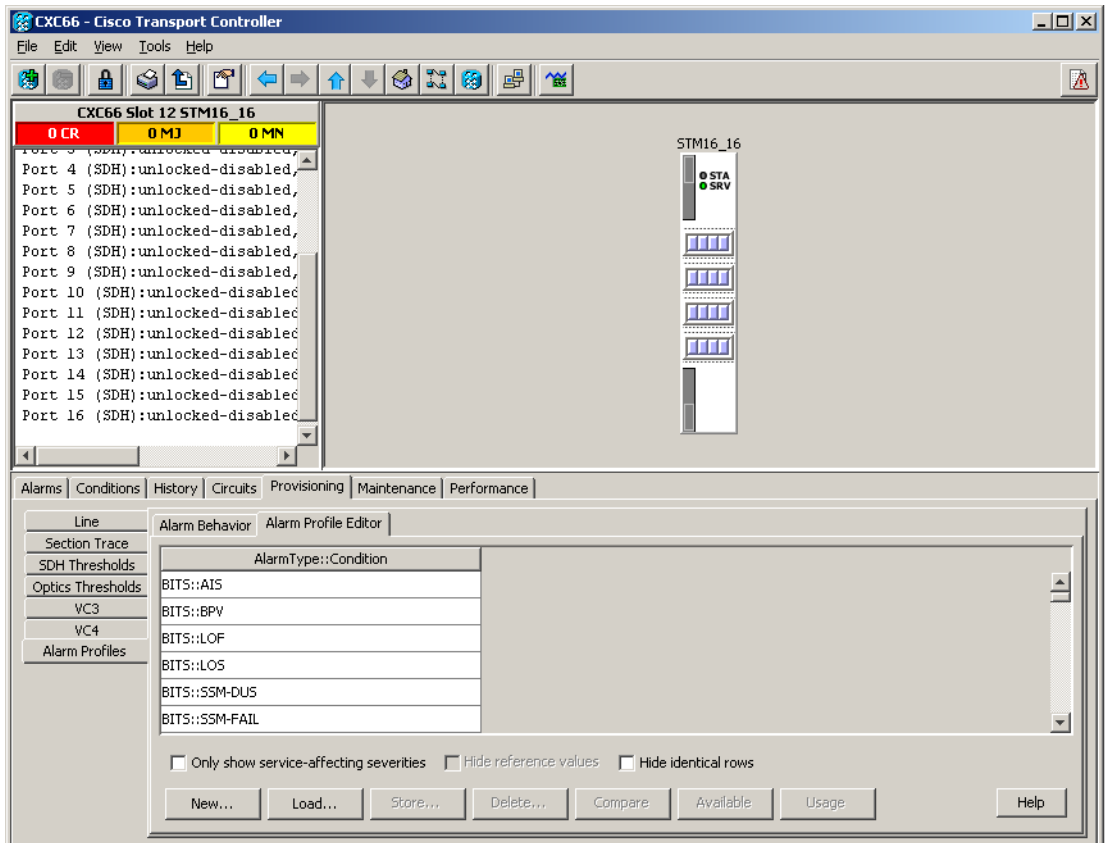 CXC66 - Cisco Transport Controller
File Edit View Tools Help
CXC66 Slot 12 STM16_16
0 CR 0 MJ 0 MN
Port 3 (SDH):unlocked-disabled,
Port 4 (SDH):unlocked-disabled,
Port 5 (SDH):unlocked-disabled,
Port 6 (SDH):unlocked-disabled,
Port 7 (SDH):unlocked-disabled,
Port 8 (SDH):unlocked-disabled,
Port 9 (SDH):unlocked-disabled,
Port 10 (SDH):unlocked-disabled
Port 11 (SDH):unlocked-disabled
Port 12 (SDH):unlocked-disabled
Port 13 (SDH):unlocked-disabled
Port 14 (SDH):unlocked-disabled
Port 15 (SDH):unlocked-disabled
Port 16 (SDH):unlocked-disabled
STM16_16
STA
SRV
Alarms Conditions History Circuits Provisioning Maintenance Performance
Line
Section Trace
SDH Thresholds
Optics Thresholds
VC3
VC4
Alarm Profiles
Alarm Behavior Alarm Profile Editor
AlarmType::Condition
BITS::AIS
BITS::BPV
BITS::LOF
BITS::LOS
BITS::SSM-DUS
BITS::SSM-FAIL
Only show service-affecting severities Hide reference values Hide identical rows
New... Load... Store... Delete... Compare Available Usage Help